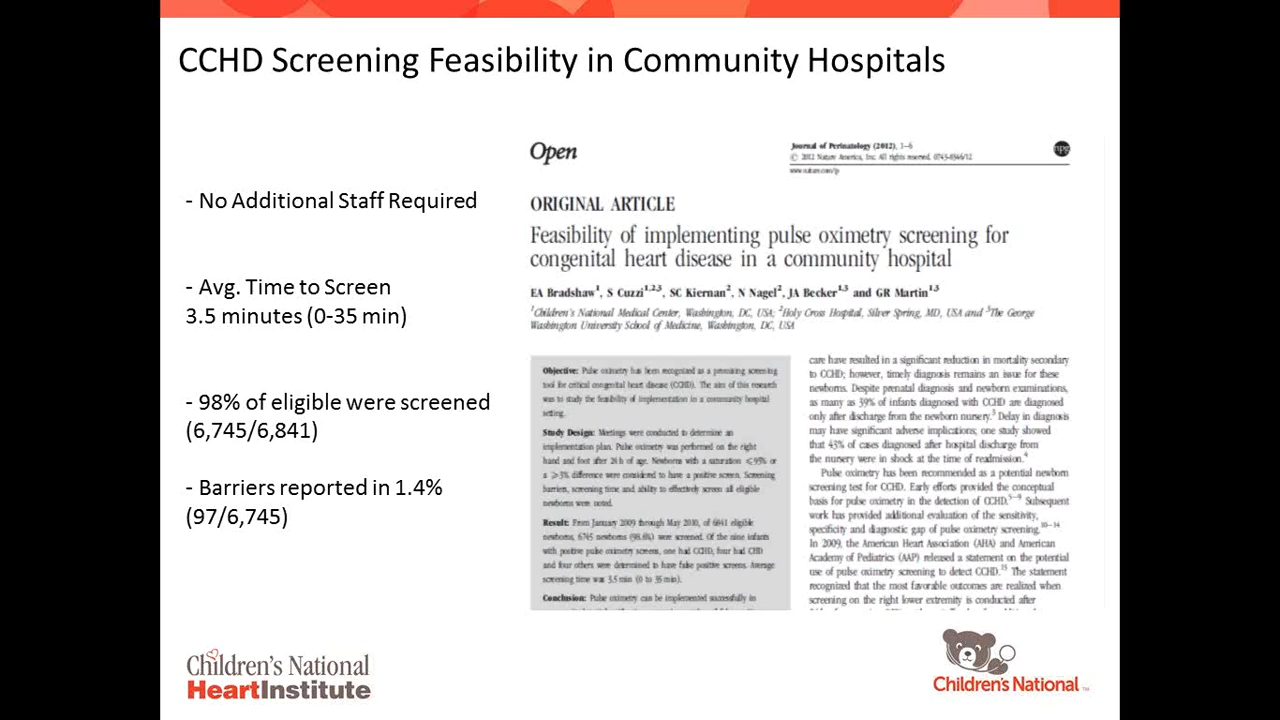 CCHD Screening Feasibility in Community Hospitals
- No Additional Staff Required
- Avg. Time to Screen
3.5 minutes (0-35 min)
- 98% of eligible were screened
(6,745/6,841)
- Barriers reported in 1.4%
(97/6,745)
Open
Journal of Perinatology (2012), 1–6
© 2012 Nature America, Inc. All rights reserved. 0743-8346/12
www.nature.com/jp
npg
ORIGINAL ARTICLE
Feasibility of implementing pulse oximetry screening for
congenital heart disease in a community hospital
EA Bradshaw1, S Cuzzi1,2,3, SC Kiernan2, N Nagel2, JA Becker1,3 and GR Martin1,3
1Children's National Medical Center, Washington, DC, USA; 2Holy Cross Hospital, Silver Spring, MD, USA and 3The George
Washington University School of Medicine, Washington, DC, USA
Objective: Pulse oximetry has been recognized as a promising screening
tool for critical congenital heart disease (CCHD). The aim of this research
was to study the feasibility of implementation in a community hospital
setting.
Study Design: Meetings were conducted to determine an
implementation plan. Pulse oximetry was performed on the right
hand and foot after 24 h of age. Newborns with a saturation ⩽95% or
a ⩾3% difference were considered to have a positive screen. Screening
barriers, screening time and ability to effectively screen all eligible
newborns were noted.
Result: From January 2009 through May 2010, of 6841 eligible
newborns, 6745 newborns (98.6%) were screened. Of the nine infants
with positive pulse oximetry screens, one had CCHD, four had CHD
and four others were determined to have false positive screens. Average
screening time was 3.5 min (0 to 35 min).
Conclusion: Pulse oximetry can be implemented successfully in
care have resulted in a significant reduction in mortality secondary
to CCHD; however, timely diagnosis remains an issue for these
newborns. Despite prenatal diagnosis and newborn examinations,
as many as 39% of infants diagnosed with CCHD are diagnosed
only after discharge from the newborn nursery.3 Delay in diagnosis
may have significant adverse implications; one study showed
that 43% of cases diagnosed after hospital discharge from
the nursery were in shock at the time of readmission.4
Pulse oximetry has been recommended as a potential newborn
screening test for CCHD. Early efforts provided the conceptual
basis for pulse oximetry in the detection of CCHD.5–9 Subsequent
work has provided additional evaluation of the sensitivity,
specificity and diagnostic gap of pulse oximetry screening.10–14
In 2009, the American Heart Association (AHA) and American
Academy of Pediatrics (AAP) released a statement on the potential
use of pulse oximetry screening to detect CCHD.15 The statement
recognized that the most favorable outcomes are realized when
screening on the right lower extremity is conducted after
Children's National
HeartInstitute
Children's National TM